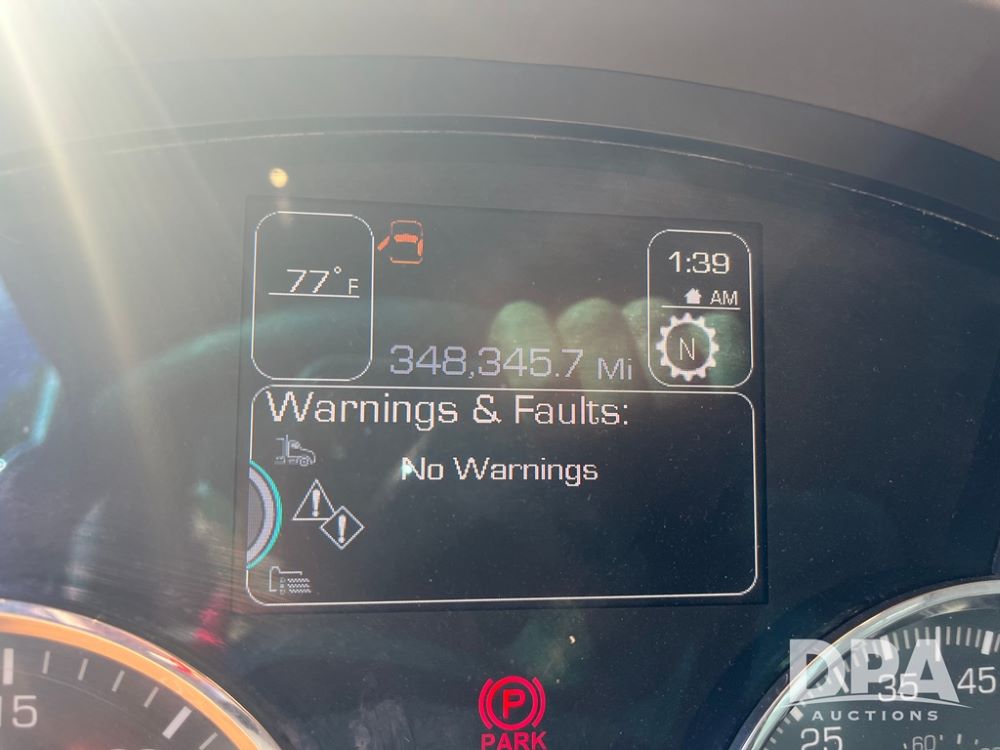 77°F
1:39
AM
N
348,345.7 Mi
Warnings & Faults:
No Warnings
P
PARK
15
25
35
45
60
DPA
AUCTIONS